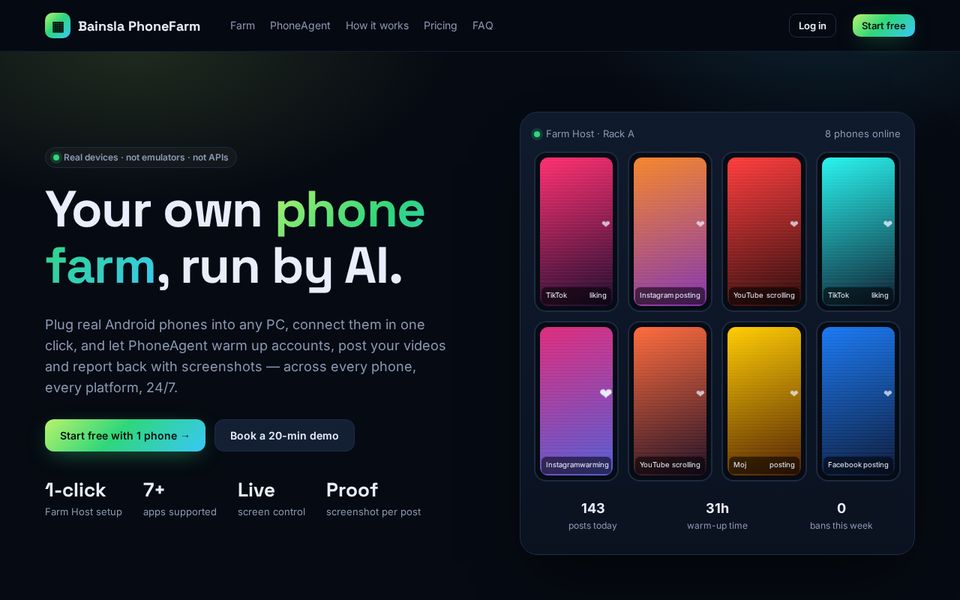 Bainsla PhoneFarm
Farm
PhoneAgent
How it works
Pricing
FAQ
Log in
Start free
Real devices · not emulators · not APIs
Your own phone
farm, run by AI.
Plug real Android phones into any PC, connect them in one
click, and let PhoneAgent warm up accounts, post your videos
and report back with screenshots — across every phone,
every platform, 24/7.
Start free with 1 phone →
Book a 20-min demo
1-click
Farm Host setup
7+
apps supported
Live
screen control
Proof
screenshot per post
Farm Host · Rack A
8 phones online
TikTok liking
Instagram posting
YouTube scrolling
TikTok liking
Instagram warming
YouTube scrolling
Moj posting
Facebook posting
143
posts today
31h
warm-up time
0
bans this week